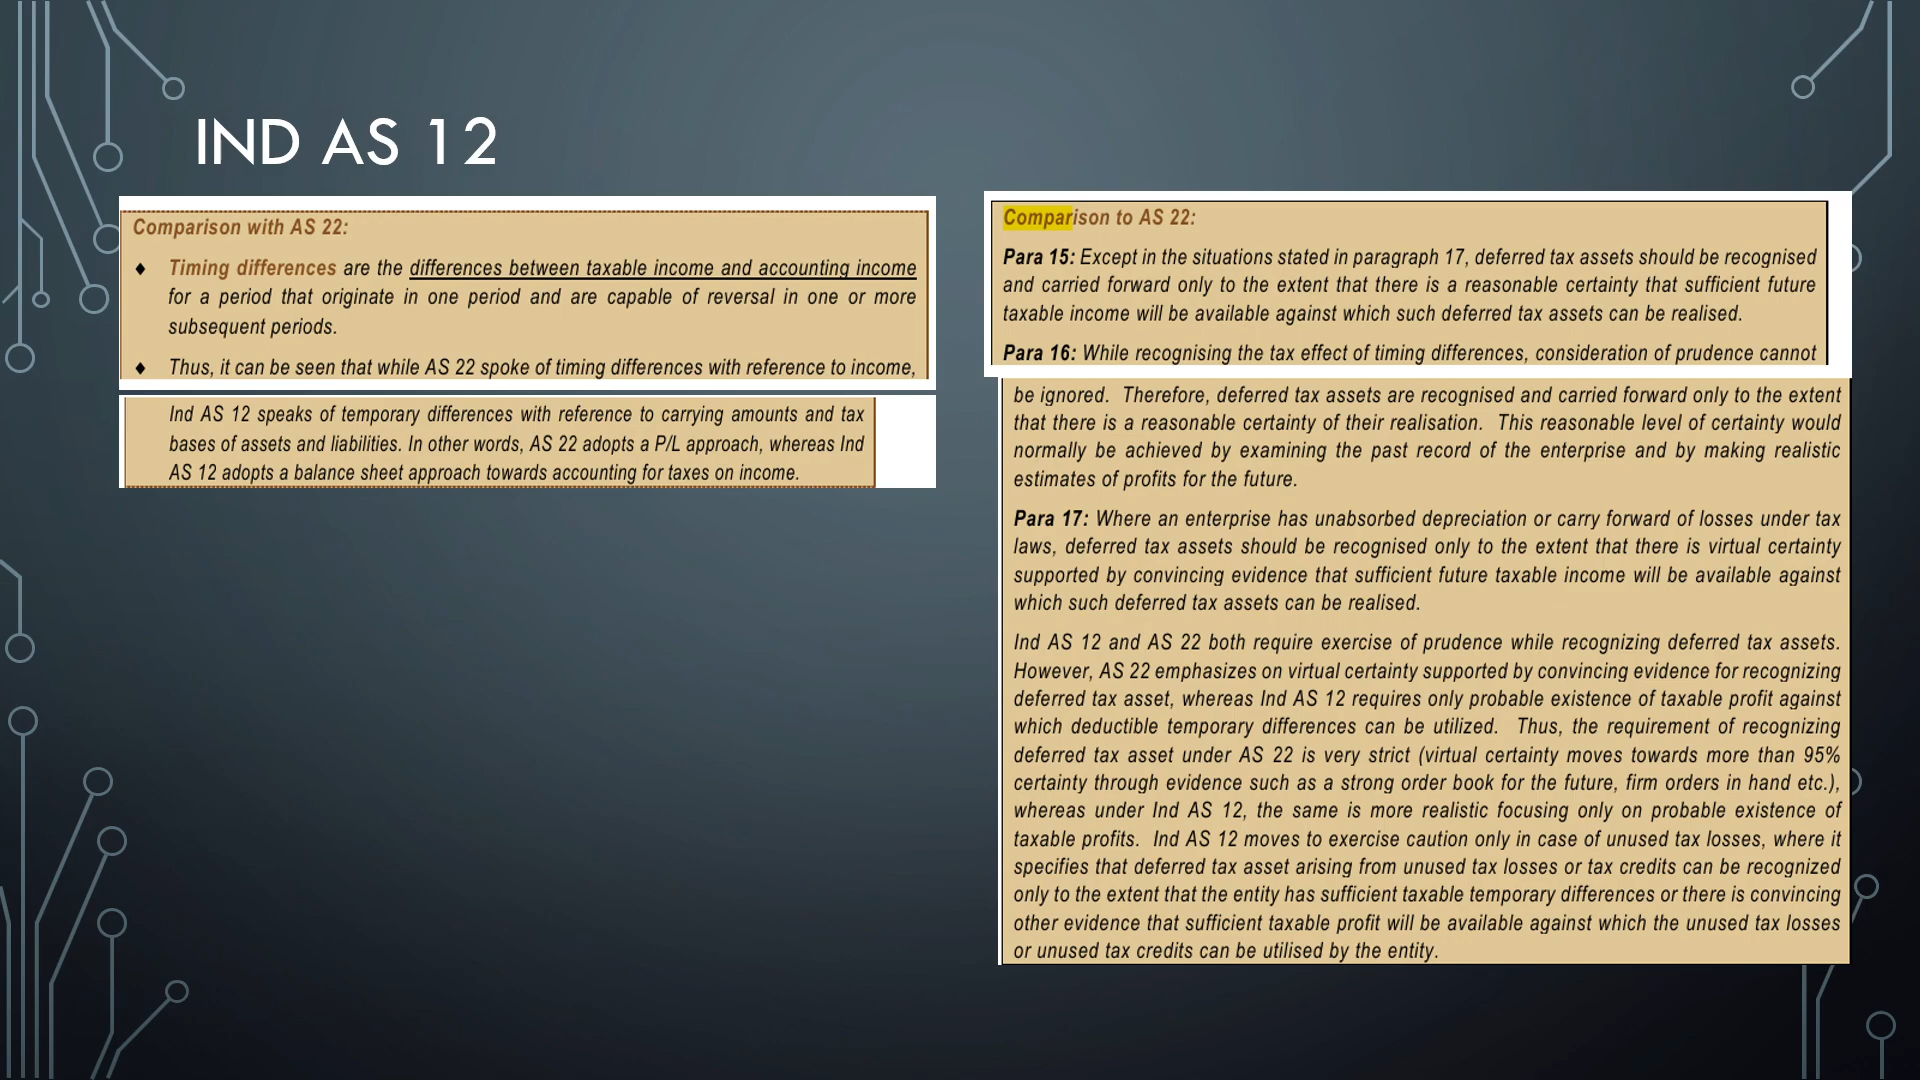 IND AS 12
Comparison with AS 22:
♦ Timing differences are the differences between taxable income and accounting income
for a period that originate in one period and are capable of reversal in one or more
subsequent periods.
♦ Thus, it can be seen that while AS 22 spoke of timing differences with reference to income,
Ind AS 12 speaks of temporary differences with reference to carrying amounts and tax
bases of assets and liabilities. In other words, AS 22 adopts a P/L approach, whereas Ind
AS 12 adopts a balance sheet approach towards accounting for taxes on income.
Comparison to AS 22:
Para 15: Except in the situations stated in paragraph 17, deferred tax assets should be recognised
and carried forward only to the extent that there is a reasonable certainty that sufficient future
taxable income will be available against which such deferred tax assets can be realised.
Para 16: While recognising the tax effect of timing differences, consideration of prudence cannot
be ignored. Therefore, deferred tax assets are recognised and carried forward only to the extent
that there is a reasonable certainty of their realisation. This reasonable level of certainty would
normally be achieved by examining the past record of the enterprise and by making realistic
estimates of profits for the future.
Para 17: Where an enterprise has unabsorbed depreciation or carry forward of losses under tax
laws, deferred tax assets should be recognised only to the extent that there is virtual certainty
supported by convincing evidence that sufficient future taxable income will be available against
which such deferred tax assets can be realised.
Ind AS 12 and AS 22 both require exercise of prudence while recognizing deferred tax assets.
However, AS 22 emphasizes on virtual certainty supported by convincing evidence for recognizing
deferred tax asset, whereas Ind AS 12 requires only probable existence of taxable profit against
which deductible temporary differences can be utilized. Thus, the requirement of recognizing
deferred tax asset under AS 22 is very strict (virtual certainty moves towards more than 95%
certainty through evidence such as a strong order book for the future, firm orders in hand etc.),
whereas under Ind AS 12, the same is more realistic focusing only on probable existence of
taxable profits. Ind AS 12 moves to exercise caution only in case of unused tax losses, where it
specifies that deferred tax asset arising from unused tax losses or tax credits can be recognized
only to the extent that the entity has sufficient taxable temporary differences or there is convincing
other evidence that sufficient taxable profit will be available against which the unused tax losses
or unused tax credits can be utilised by the entity.